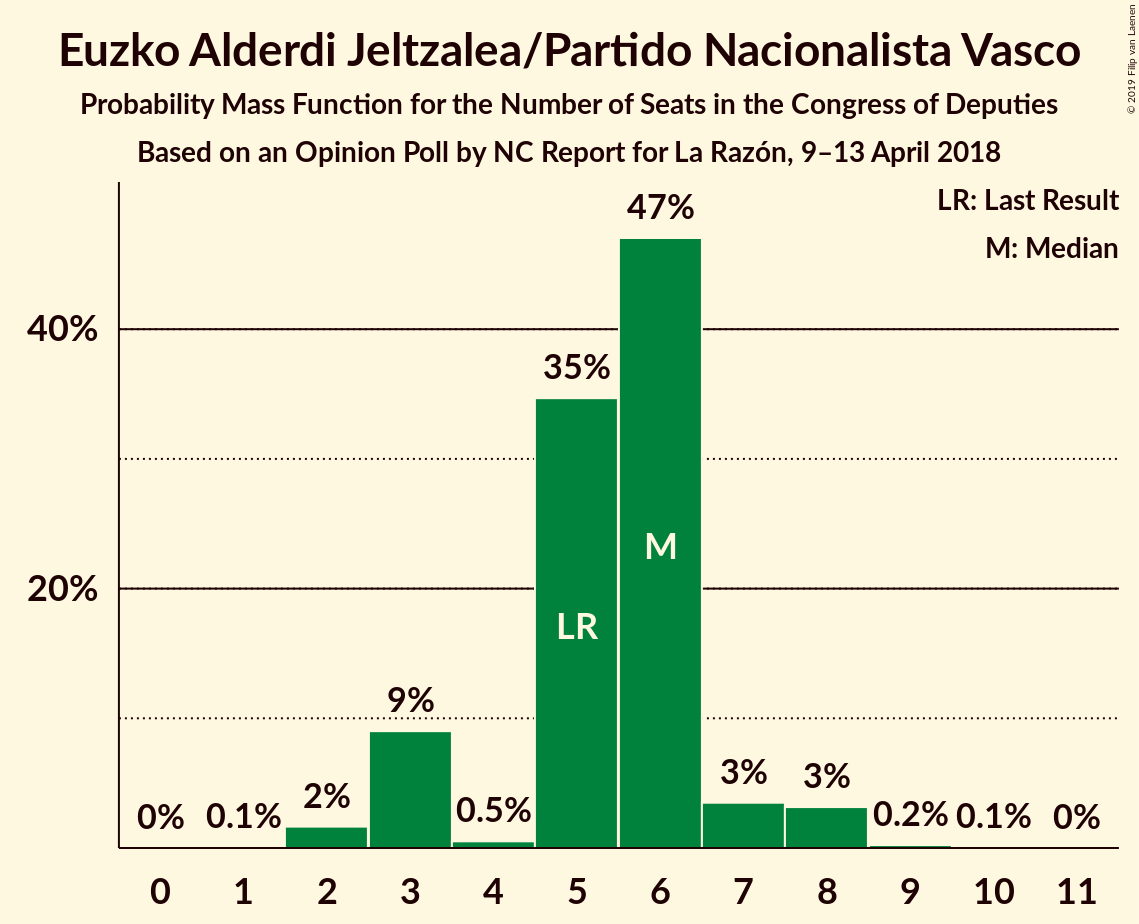 Euzko Alderdi Jeltzalea/Partido Nacionalista Vasco
Probability Mass Function for the Number of Seats in the Congress of Deputies
Based on an Opinion Poll by NC Report for La Razón, 9–13 April 2018
© 2019 Filip van Laenen
LR: Last Result
M: Median
47%
40%
35%
M
20%
LR
9%
0% 0.1% 2% 0.5% 3% 3% 0.2% 0.1% 0%
0 1 2 3 4 5 6 7 8 9 10 11